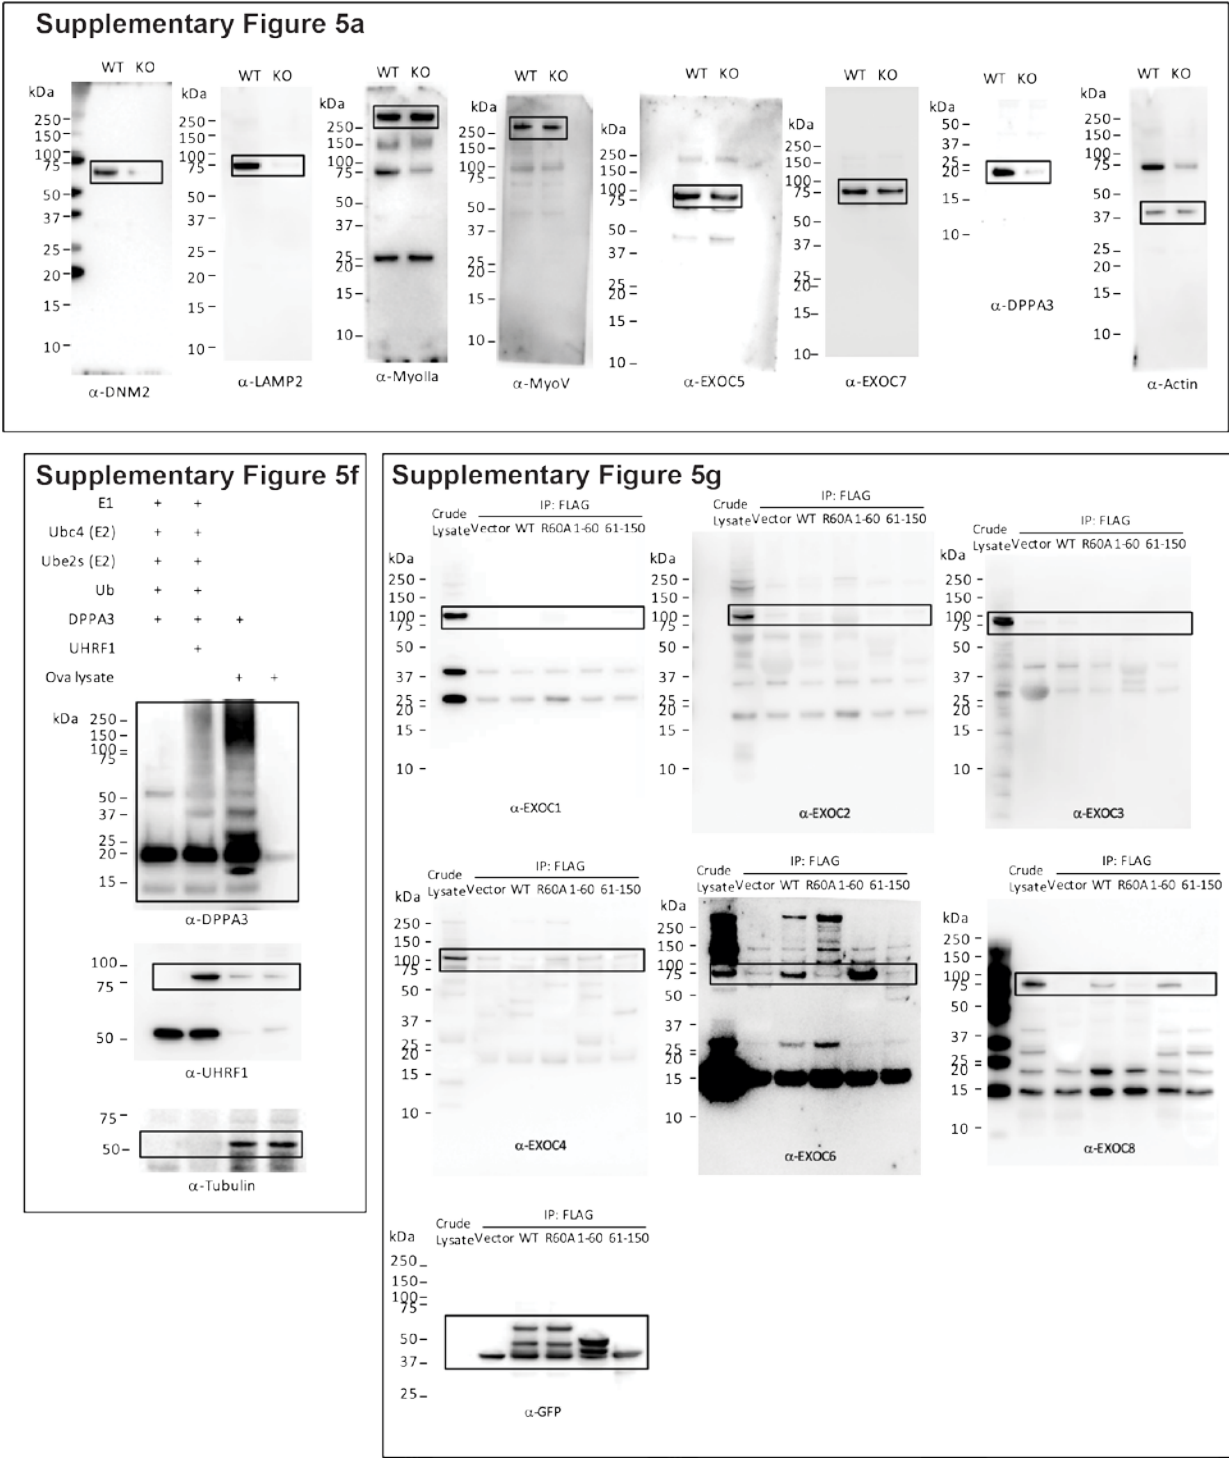 Supplementary Figure 5a
WT KO
kDa
250
150
100
75
50
37
25
20
15
10
α-DNM2
WT KO
kDa
250
150
100
75
50
37
25
20
15
10
α-LAMP2
WT KO
kDa
250
150
100
75
50
37
25
20
15
10
α-MyoIIa
WT KO
kDa
250
150
100
75
50
37
25
20
15
10
α-MyoV
WT KO
kDa
250
150
100
75
50
37
25
20
15
10
α-EXOC5
WT KO
kDa
250
150
100
75
50
37
25
20
15
10
α-EXOC7
WT KO
kDa
50
37
25
20
15
10
α-DPPA3
WT KO
kDa
250
150
100
75
50
37
25
20
15
10
α-Actin
Supplementary Figure 5f
E1 + +
Ubc4 (E2) + +
Ube2s (E2) + +
Ub + +
DPPA3 + + +
UHRF1 +
Ova lysate + +
kDa
250
150
100
75
50
37
25
20
15
α-DPPA3
100
75
50
α-UHRF1
75
50
α-Tubulin
Supplementary Figure 5g
IP: FLAG
Crude
Lysate Vector WT R60A 1-60 61-150
kDa
250
150
100
75
50
37
25
20
15
10
α-EXOC1
IP: FLAG
Crude
Lysate Vector WT R60A 1-60 61-150
kDa
250
150
100
75
50
37
25
20
15
10
α-EXOC2
IP: FLAG
Crude
Lysate Vector WT R60A 1-60 61-150
kDa
250
150
100
75
50
37
25
20
15
10
α-EXOC3
IP: FLAG
Crude
Lysate Vector WT R60A 1-60 61-150
kDa
250
150
100
75
50
37
25
20
15
10
α-EXOC4
IP: FLAG
Crude
Lysate Vector WT R60A 1-60 61-150
kDa
250
150
100
75
50
37
25
20
15
10
α-EXOC6
IP: FLAG
Crude
Lysate Vector WT R60A 1-60 61-150
kDa
250
150
100
75
50
37
25
20
15
10
α-EXOC8
IP: FLAG
Crude
Lysate Vector WT R60A 1-60 61-150
kDa
250
150
100
75
50
37
25
α-GFP